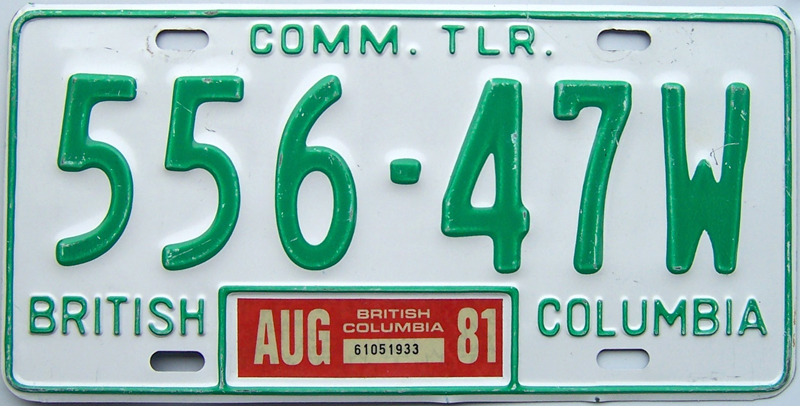 COMM. TLR.
556-47W
BRITISH COLUMBIA
AUG BRITISH COLUMBIA 81
61051933